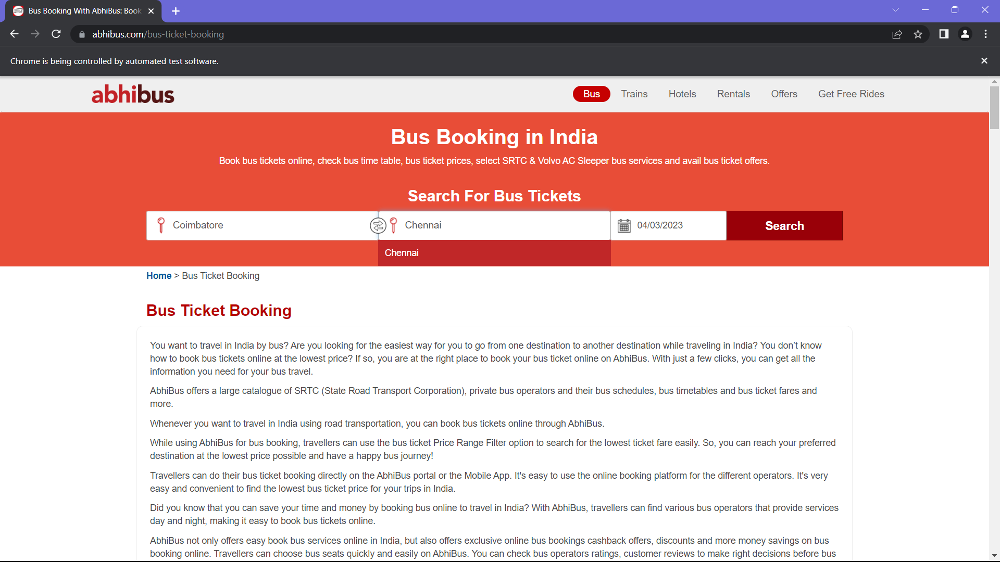 Bus Booking With AbhiBus: Book
abhibus.com/bus-ticket-booking
Chrome is being controlled by automated test software.
abhibus
Bus Trains Hotels Rentals Offers Get Free Rides
Bus Booking in India
Book bus tickets online, check bus time table, bus ticket prices, select SRTC & Volvo AC Sleeper bus services and avail bus ticket offers.
Search For Bus Tickets
Coimbatore Chennai 04/03/2023 Search
Chennai
Home > Bus Ticket Booking
Bus Ticket Booking
You want to travel in India by bus? Are you looking for the easiest way for you to go from one destination to another destination while traveling in India? You don’t know
how to book bus tickets online at the lowest price? If so, you are at the right place to book your bus ticket online on AbhiBus. With just a few clicks, you can get all the
information you need for your bus travel.
AbhiBus offers a large catalogue of SRTC (State Road Transport Corporation), private bus operators and their bus schedules, bus timetables and bus ticket fares and
more.
Whenever you want to travel in India using road transportation, you can book bus tickets online through AbhiBus.
While using AbhiBus for bus booking, travellers can use the bus ticket Price Range Filter option to search for the lowest ticket fare easily. So, you can reach your preferred
destination at the lowest price possible and have a happy bus journey!
Travellers can do their bus ticket booking directly on the AbhiBus portal or the Mobile App. It's easy to use the online booking platform for the different operators. It's very
easy and convenient to find the lowest bus ticket price for your trips in India.
Did you know that you can save your time and money by booking bus online to travel in India? With AbhiBus, travellers can find various bus operators that provide services
day and night, making it easy to book bus tickets online.
AbhiBus not only offers easy book bus services online in India, but also offers exclusive online bus bookings cashback offers, discounts and more money savings on bus
booking online. Travellers can choose bus seats quickly and easily on AbhiBus. You can check bus operators ratings, customer reviews to make right decisions before bus